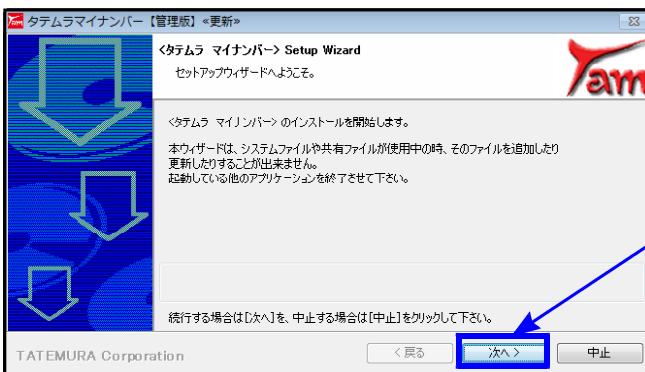 タテムラマイナンバー【管理版】≪更新≫
Tam
<タテムラ マイナンバー> Setup Wizard
セットアップウィザードへようこそ。
<タテムラ マイナンバー> のインストールを開始します。
本ウィザードは、システムファイルや共有ファイルが使用中の時、そのファイルを追加したり
更新したりすることが出来ません。
起動している他のアプリケーションを終了させて下さい。
続行する場合は[次へ]を、中止する場合は[中止]をクリックして下さい。
TATEMURA Corporation
< 戻る
次へ >
中止